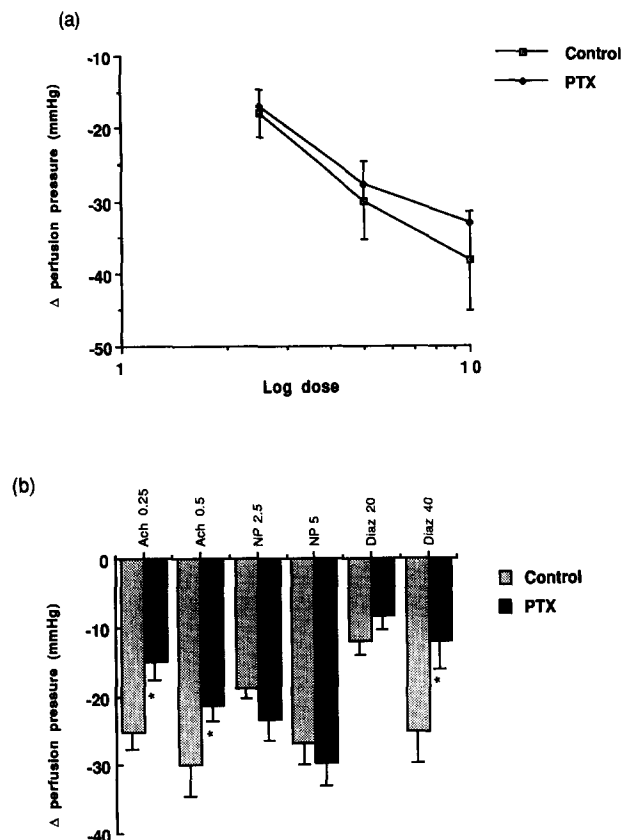 (a)
-10
-20
-30
-40
-50
Δ perfusion pressure (mmHg)
1
10
Log dose
Control
PTX
(b)
Ach 0.25
Ach 0.5
NP 2.5
NP 5
Diaz 20
Diaz 40
0
-10
-20
-30
-40
Δ perfusion pressure (mmHg)
*
*
*
Control
PTX